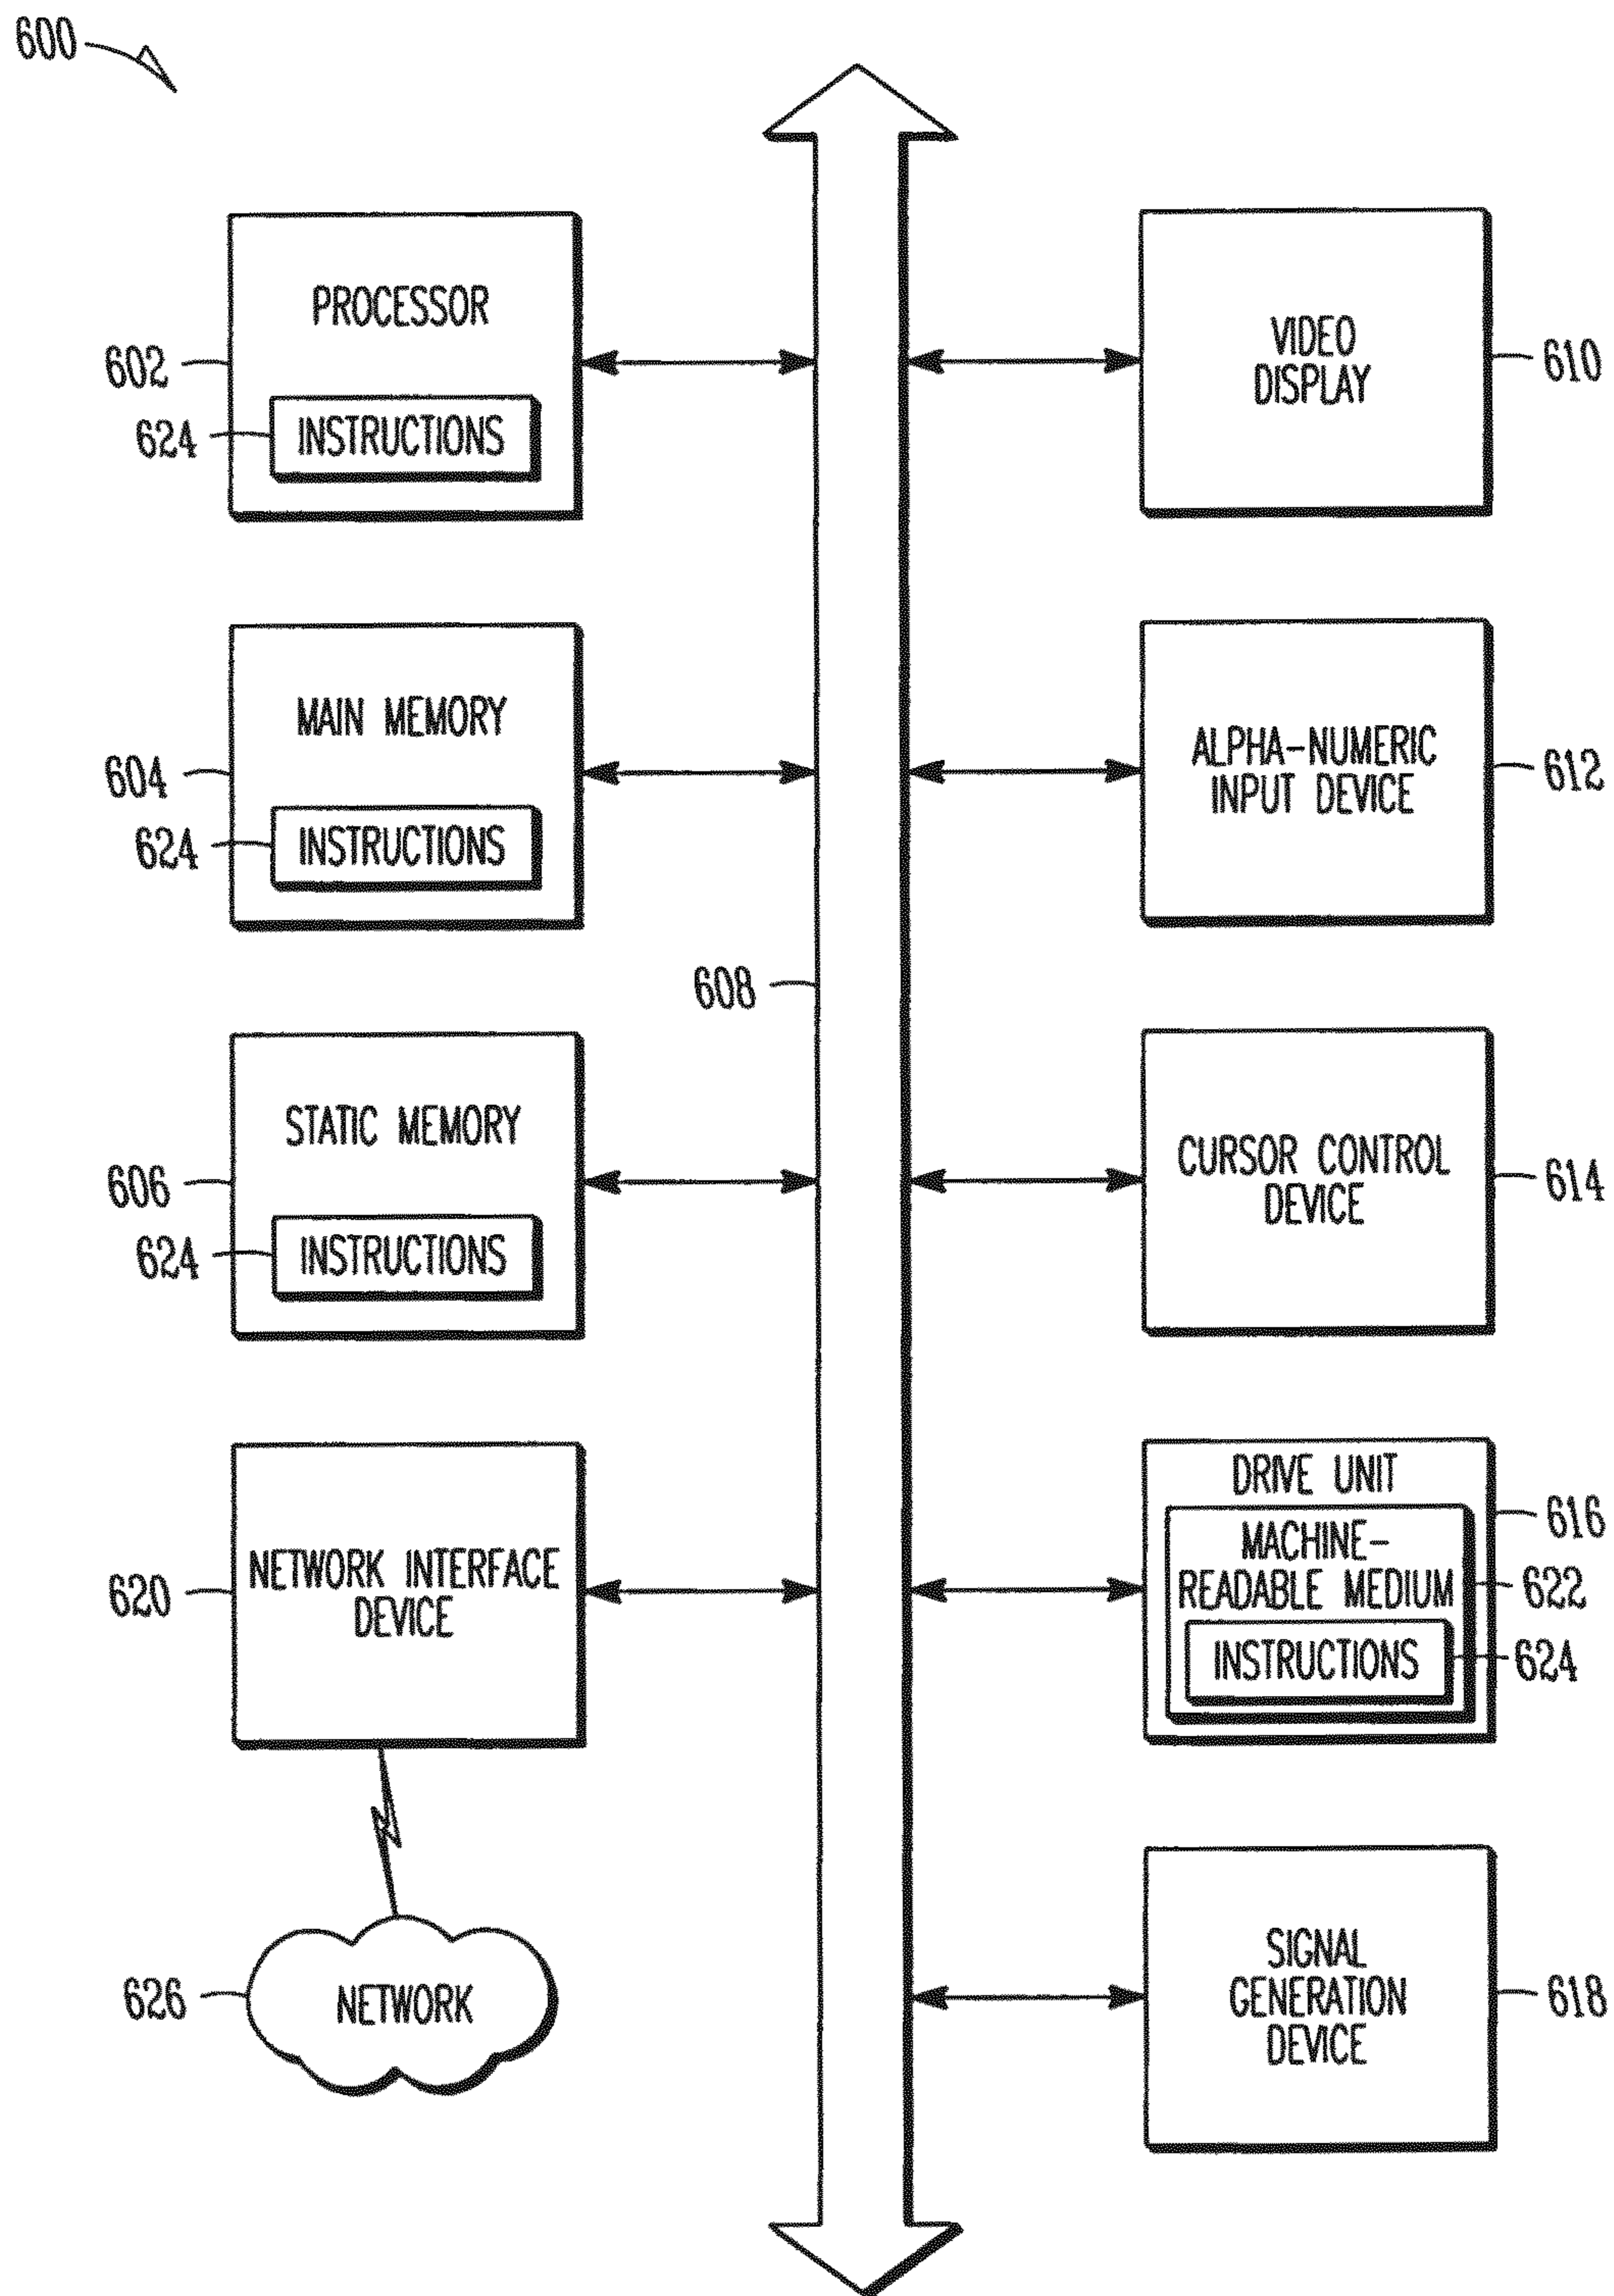 600
PROCESSOR
602
624
INSTRUCTIONS
VIDEO
DISPLAY
610
MAIN MEMORY
604
624
INSTRUCTIONS
ALPHA-NUMERIC
INPUT DEVICE
612
608
STATIC MEMORY
606
624
INSTRUCTIONS
CURSOR CONTROL
DEVICE
614
NETWORK INTERFACE
DEVICE
620
DRIVE UNIT
616
MACHINE-
READABLE MEDIUM
622
INSTRUCTIONS
624
626
NETWORK
SIGNAL
GENERATION
DEVICE
618